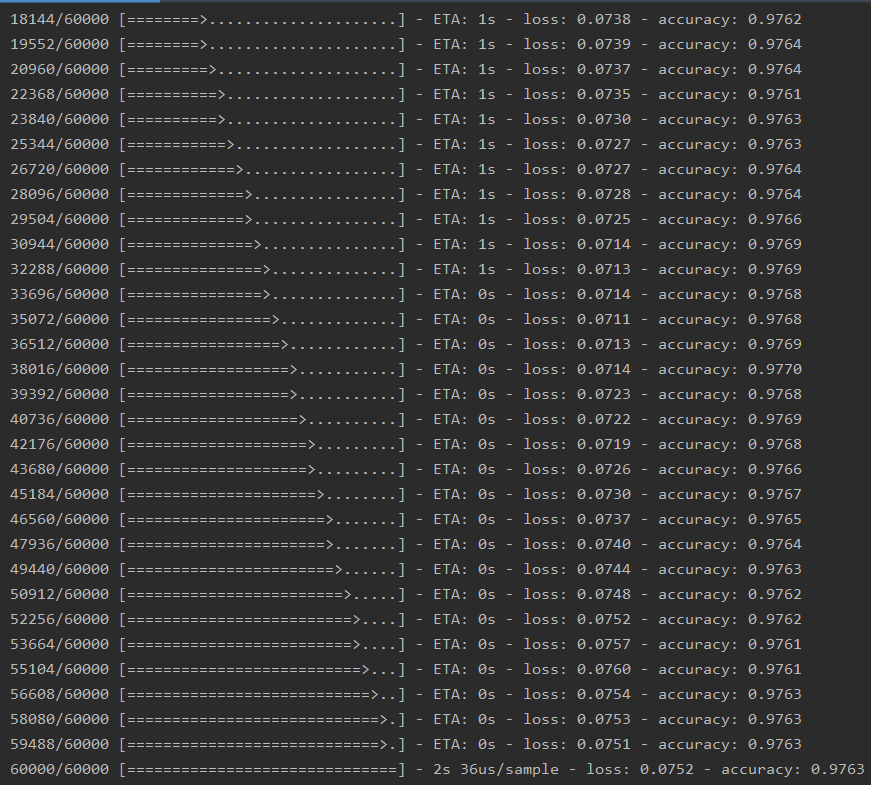 18144/60000 [========>.....................] - ETA: 1s - loss: 0.0738 - accuracy: 0.9762
19552/60000 [========>.....................] - ETA: 1s - loss: 0.0739 - accuracy: 0.9764
20960/60000 [=========>....................] - ETA: 1s - loss: 0.0737 - accuracy: 0.9764
22368/60000 [==========>...................] - ETA: 1s - loss: 0.0735 - accuracy: 0.9761
23840/60000 [==========>...................] - ETA: 1s - loss: 0.0730 - accuracy: 0.9763
25344/60000 [===========>..................] - ETA: 1s - loss: 0.0727 - accuracy: 0.9763
26720/60000 [============>.................] - ETA: 1s - loss: 0.0727 - accuracy: 0.9764
28096/60000 [=============>................] - ETA: 1s - loss: 0.0728 - accuracy: 0.9764
29504/60000 [=============>................] - ETA: 1s - loss: 0.0725 - accuracy: 0.9766
30944/60000 [==============>...............] - ETA: 1s - loss: 0.0714 - accuracy: 0.9769
32288/60000 [===============>..............] - ETA: 1s - loss: 0.0713 - accuracy: 0.9769
33696/60000 [===============>..............] - ETA: 0s - loss: 0.0714 - accuracy: 0.9768
35072/60000 [================>.............] - ETA: 0s - loss: 0.0711 - accuracy: 0.9768
36512/60000 [=================>............] - ETA: 0s - loss: 0.0713 - accuracy: 0.9769
38016/60000 [==================>...........] - ETA: 0s - loss: 0.0714 - accuracy: 0.9770
39392/60000 [==================>...........] - ETA: 0s - loss: 0.0723 - accuracy: 0.9768
40736/60000 [===================>..........] - ETA: 0s - loss: 0.0722 - accuracy: 0.9769
42176/60000 [====================>.........] - ETA: 0s - loss: 0.0719 - accuracy: 0.9768
43680/60000 [====================>.........] - ETA: 0s - loss: 0.0726 - accuracy: 0.9766
45184/60000 [=====================>........] - ETA: 0s - loss: 0.0730 - accuracy: 0.9767
46560/60000 [======================>.......] - ETA: 0s - loss: 0.0737 - accuracy: 0.9765
47936/60000 [======================>.......] - ETA: 0s - loss: 0.0740 - accuracy: 0.9764
49440/60000 [=======================>......] - ETA: 0s - loss: 0.0744 - accuracy: 0.9763
50912/60000 [========================>.....] - ETA: 0s - loss: 0.0748 - accuracy: 0.9762
52256/60000 [=========================>....] - ETA: 0s - loss: 0.0752 - accuracy: 0.9762
53664/60000 [=========================>....] - ETA: 0s - loss: 0.0757 - accuracy: 0.9761
55104/60000 [==========================>...] - ETA: 0s - loss: 0.0760 - accuracy: 0.9761
56608/60000 [===========================>..] - ETA: 0s - loss: 0.0754 - accuracy: 0.9763
58080/60000 [============================>.] - ETA: 0s - loss: 0.0753 - accuracy: 0.9763
59488/60000 [============================>.] - ETA: 0s - loss: 0.0751 - accuracy: 0.9763
60000/60000 [==============================] - 2s 36us/sample - loss: 0.0752 - accuracy: 0.9763